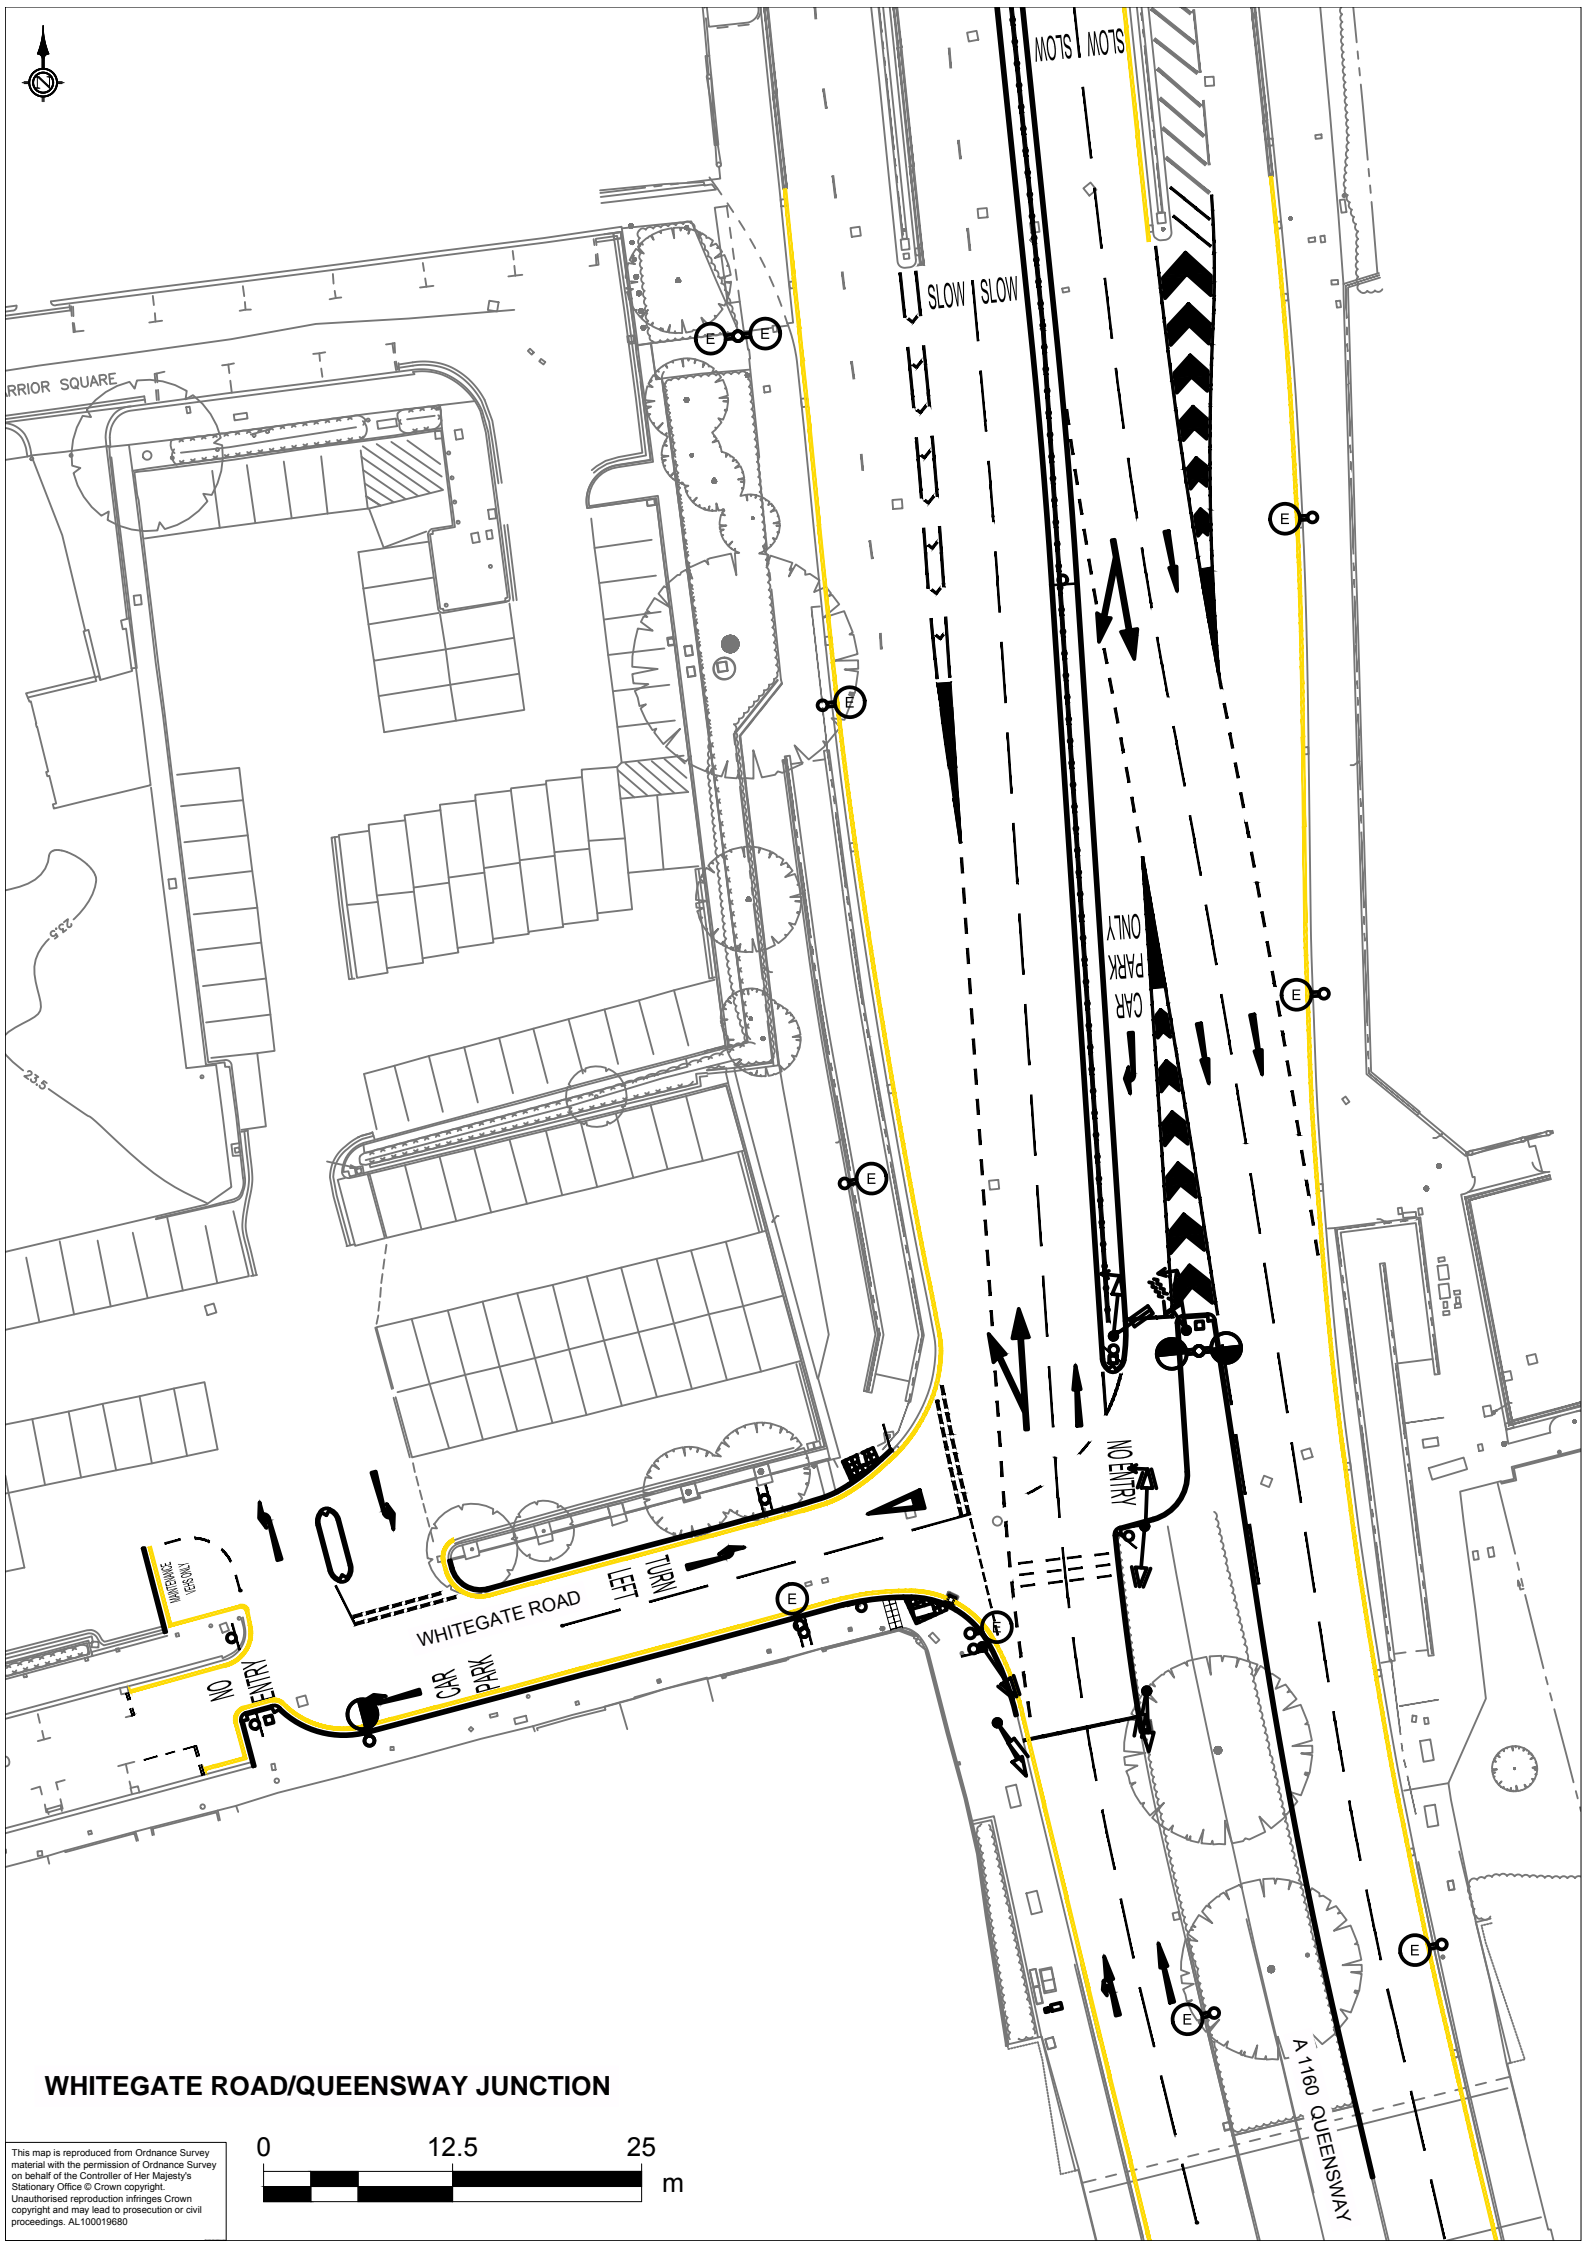 SLOW SLOW
SLOW SLOW
E E
RRIOR SQUARE
E
E
23.5
CAR
PARK
ONLY
E
23.5
E
NO ENTRY
MAINTENANCE
VEHS ONLY
TURN
LEFT
E
WHITEGATE ROAD
E
NO
ENTRY
CAR
PARK
E
E
A 1160 QUEENSWAY
WHITEGATE ROAD/QUEENSWAY JUNCTION
0 12.5 25
m
This map is reproduced from Ordnance Survey
material with the permission of Ordnance Survey
on behalf of the Controller of Her Majesty's
Stationary Office © Crown copyright.
Unauthorised reproduction infringes Crown
copyright and may lead to prosecution or civil
proceedings. AL100019680
N